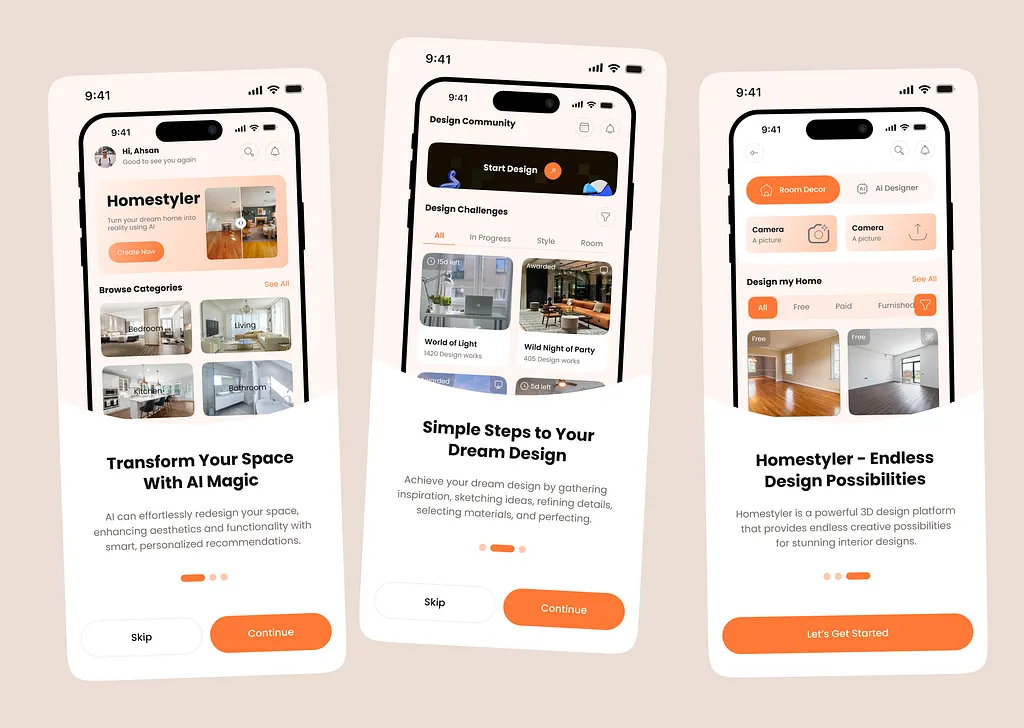 9:41
9:41
Hi, Ahsan
Good to see you again
Homestyler
Turn your dream home into
reality using AI
Create Now
Browse Categories
See All
Bedroom
Living
Kitchen
Bathroom
Transform Your Space
With AI Magic
AI can effortlessly redesign your space,
enhancing aesthetics and functionality with
smart, personalized recommendations.
Skip
Continue
9:41
9:41
Design Community
Start Design
Design Challenges
All
In Progress
Style
Room
15d left
Awarded
World of Light
1420 Design works
Wild Night of Party
405 Design works
warded
5d left
Simple Steps to Your
Dream Design
Achieve your dream design by gathering
inspiration, sketching ideas, refining details,
selecting materials, and perfecting.
Skip
Continue
9:41
9:41
Room Decor
AI
Ai Designer
Camera
A picture
Camera
A picture
Design my Home
See All
All
Free
Paid
Furnished
Free
Free
Homestyler - Endless
Design Possibilities
Homestyler is a powerful 3D design platform
that provides endless creative possibilities
for stunning interior designs.
Let's Get Started